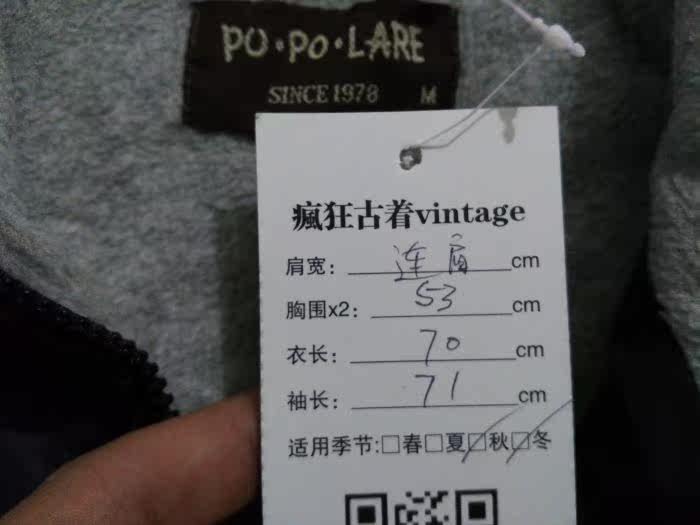 PO·PO·LARE
SINCE 1978 M
瘋狂古着vintage
肩宽：连肩cm
胸围x2：53cm
衣长：70cm
袖长：71cm
适用季节:□春□夏☑秋☑冬